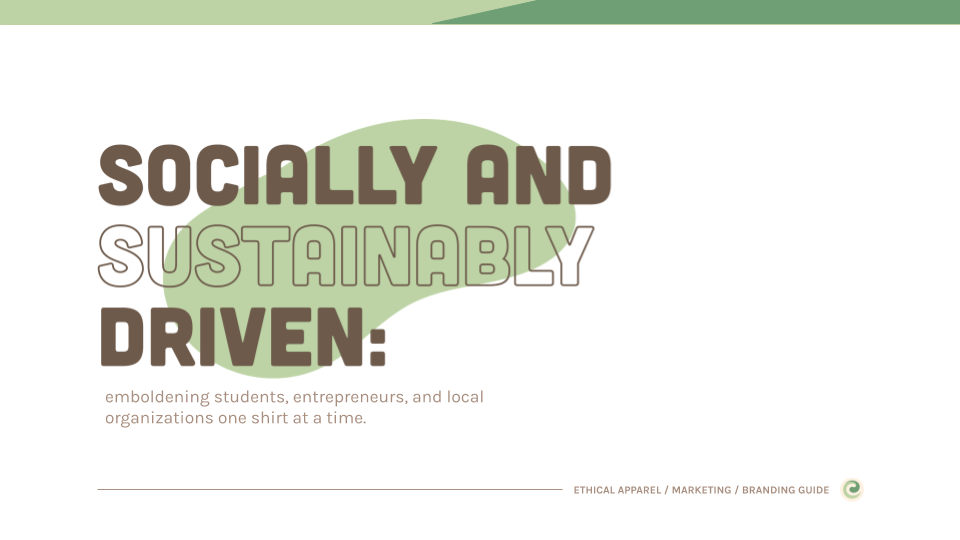 SOCIALLY AND
SUSTAINABLY
DRIVEN:
emboldening students, entrepreneurs, and local
organizations one shirt at a time.
ETHICAL APPAREL / MARKETING / BRANDING GUIDE